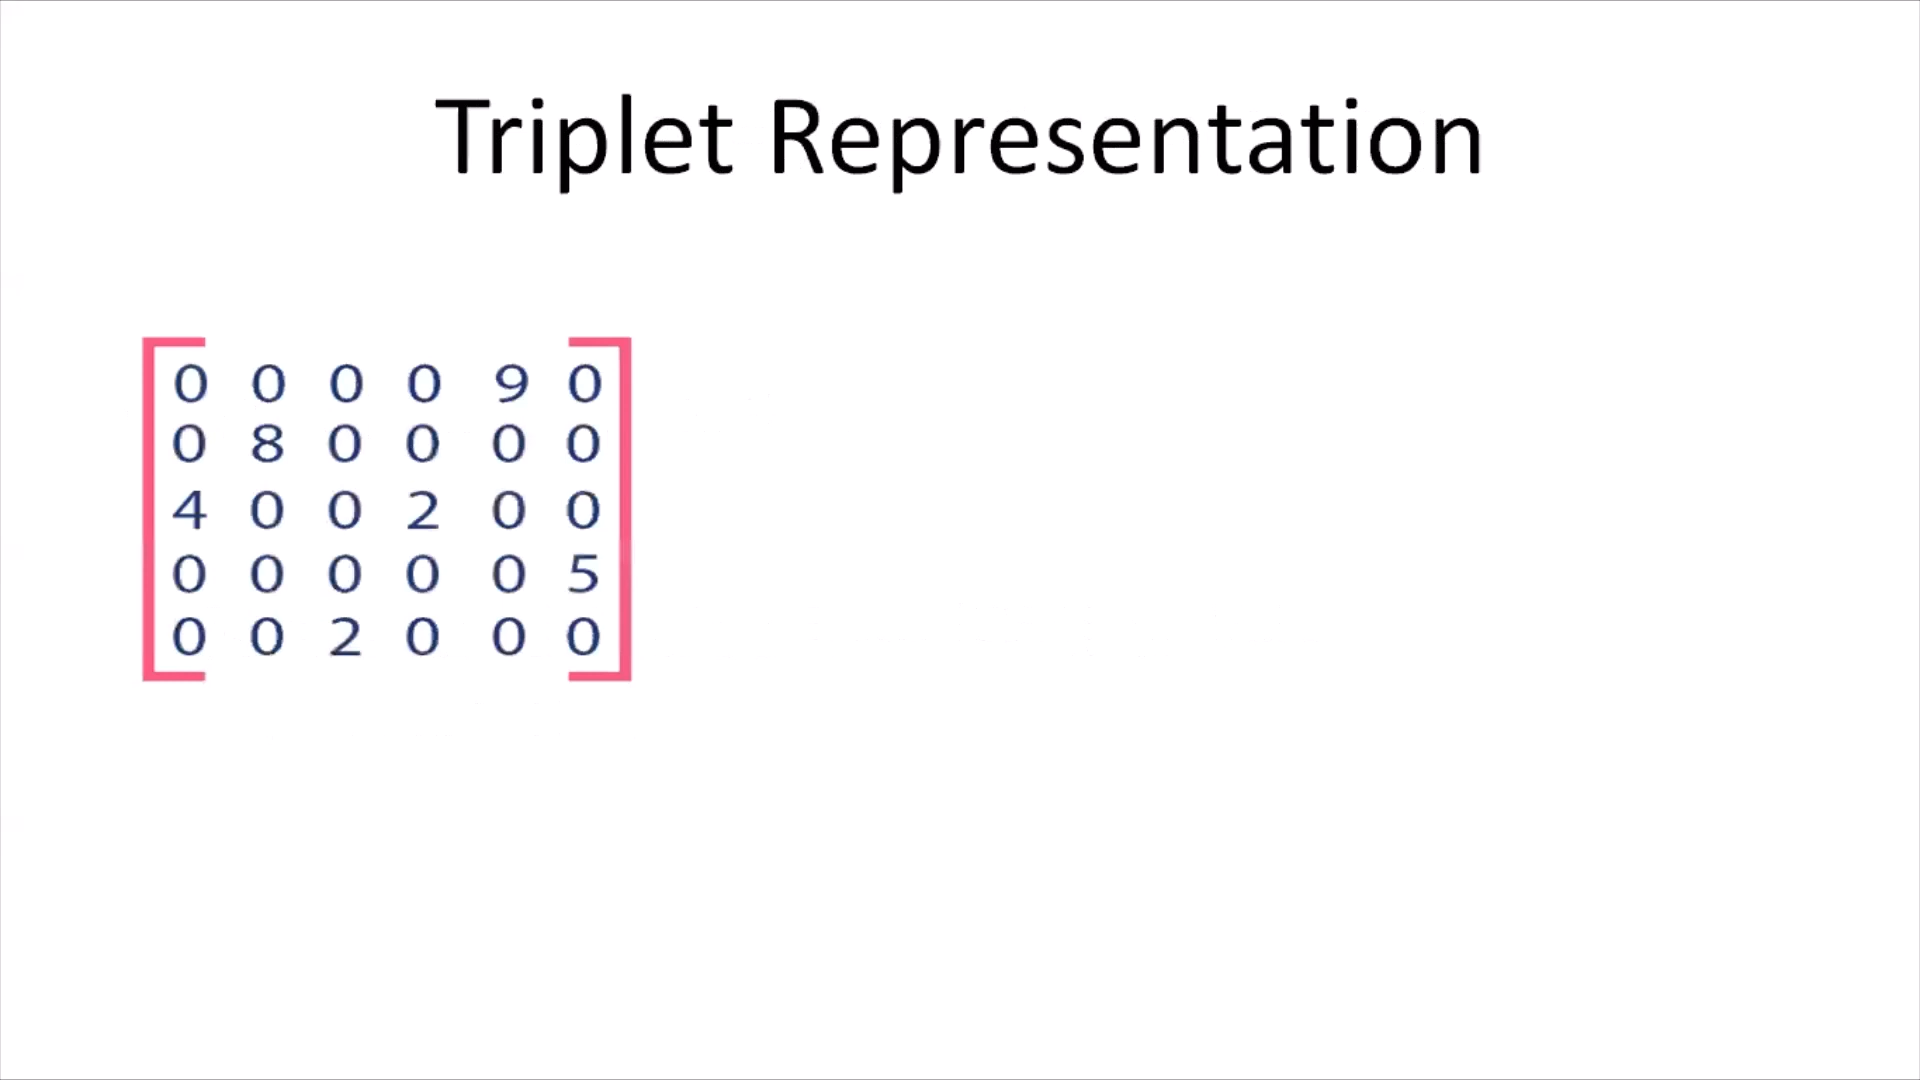 Triplet Representation
0 0 0 0 9 0
0 8 0 0 0 0
4 0 0 2 0 0
0 0 0 0 0 5
0 0 2 0 0 0